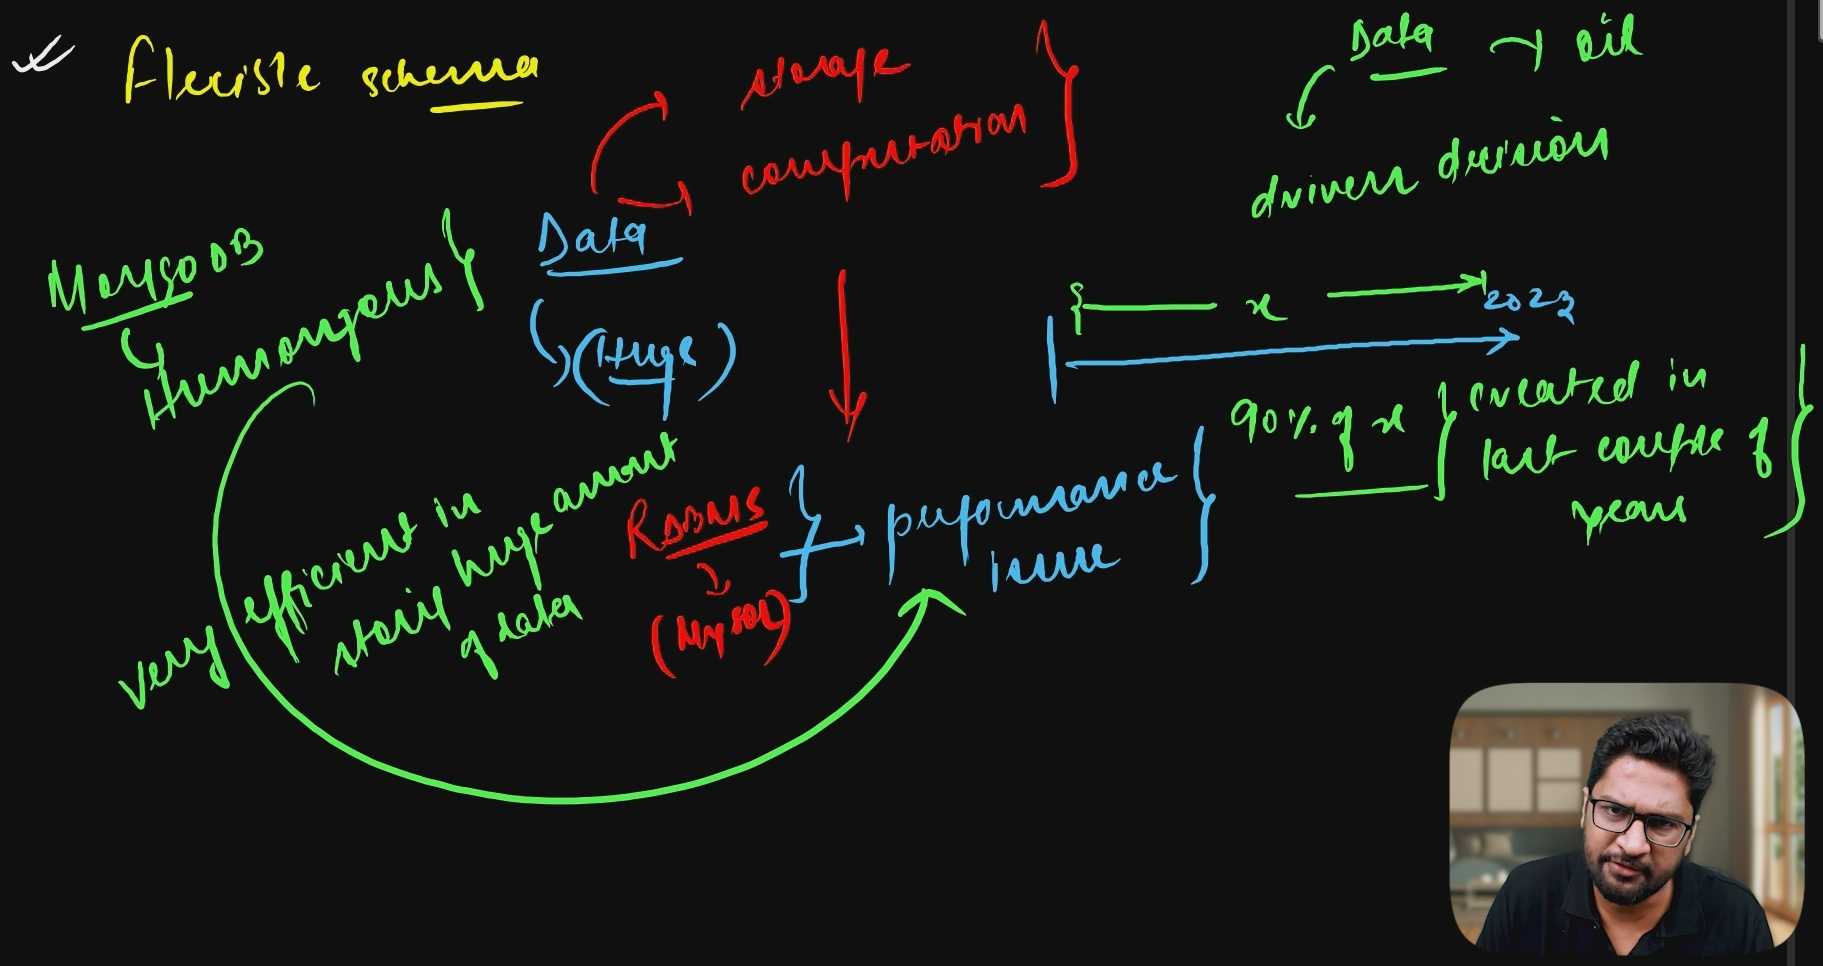 Flexible schema
storage
computation
Data → oil
driven decision
MongoDB
Humongous
Data
(Huge)
x
2023
90% of x
created in
last couple of
years
very efficient in
storing huge amount
of data
RDBMS
(MySQL)
performance
issue